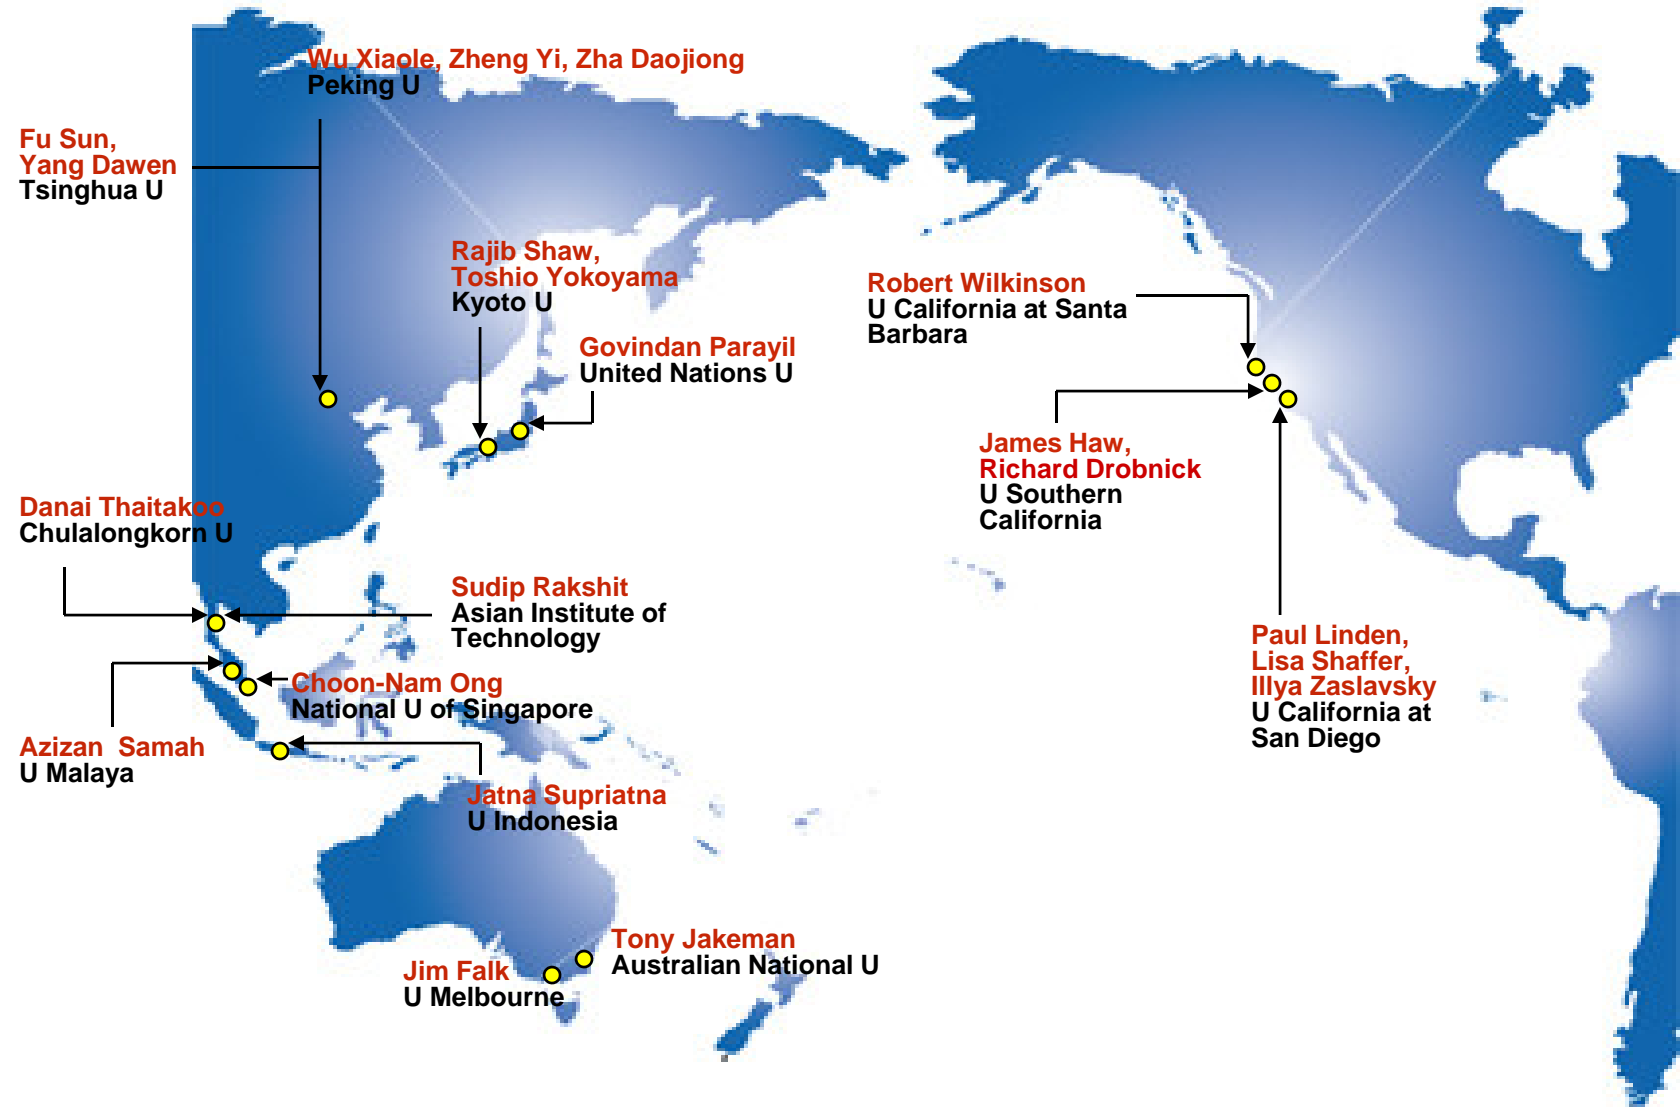 Wu Xiaole, Zheng Yi, Zha Daojiong
Peking U
Fu Sun,
Yang Dawen
Tsinghua U
Rajib Shaw,
Toshio Yokoyama
Kyoto U
Govindan Parayil
United Nations U
Robert Wilkinson
U California at Santa
Barbara
James Haw,
Richard Drobnick
U Southern
California
Danai Thaitakoo
Chulalongkorn U
Sudip Rakshit
Asian Institute of
Technology
Paul Linden,
Lisa Shaffer,
Illya Zaslavsky
U California at
San Diego
Choon-Nam Ong
National U of Singapore
Azizan  Samah
U Malaya
Jatna Supriatna
U Indonesia
Tony Jakeman
Australian National U
Jim Falk
U Melbourne